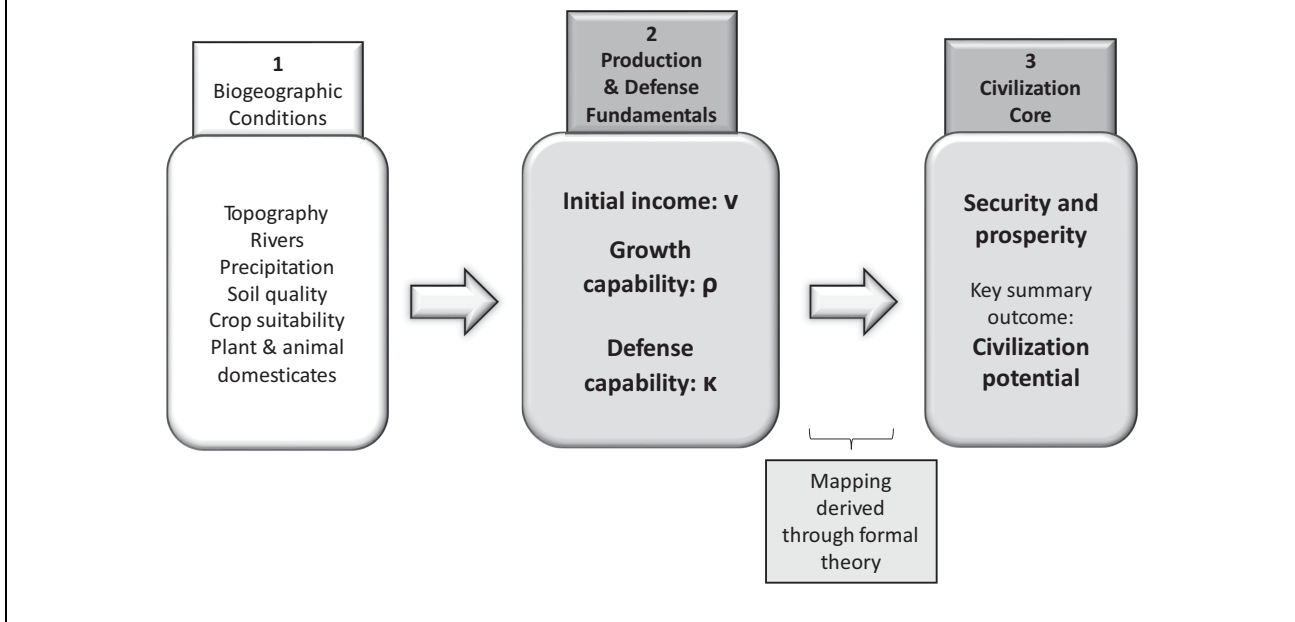 1
Biogeographic
Conditions
Topography
Rivers
Precipitation
Soil quality
Crop suitability
Plant & animal
domesticates
2
Production
& Defense
Fundamentals
Initial income: v
Growth
capability: ρ
Defense
capability: κ
3
Civilization
Core
Security and
prosperity
Key summary
outcome:
Civilization
potential
Mapping
derived
through formal
theory